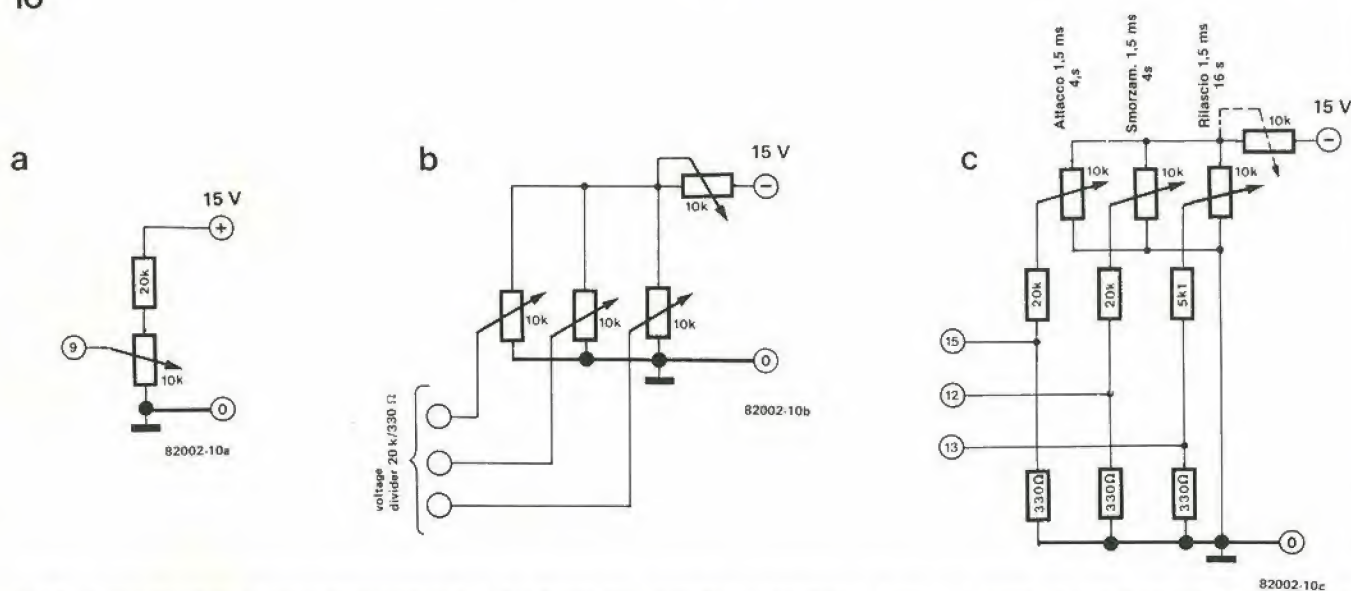 10
a
15 V
+
20k
9
10k
0
82002-10a
b
15 V
10k
−
10k
10k
10k
0
82002-10b
voltage
divider 20 k/330 Ω
c
Attacco 1,5 ms
4,s
Smorzam. 1,5 ms
4s
Rilascio 1,5 ms
16 s
15 V
10k
−
10k
10k
10k
20k
20k
5k1
15
12
13
330Ω
330Ω
330Ω
0
82002-10c